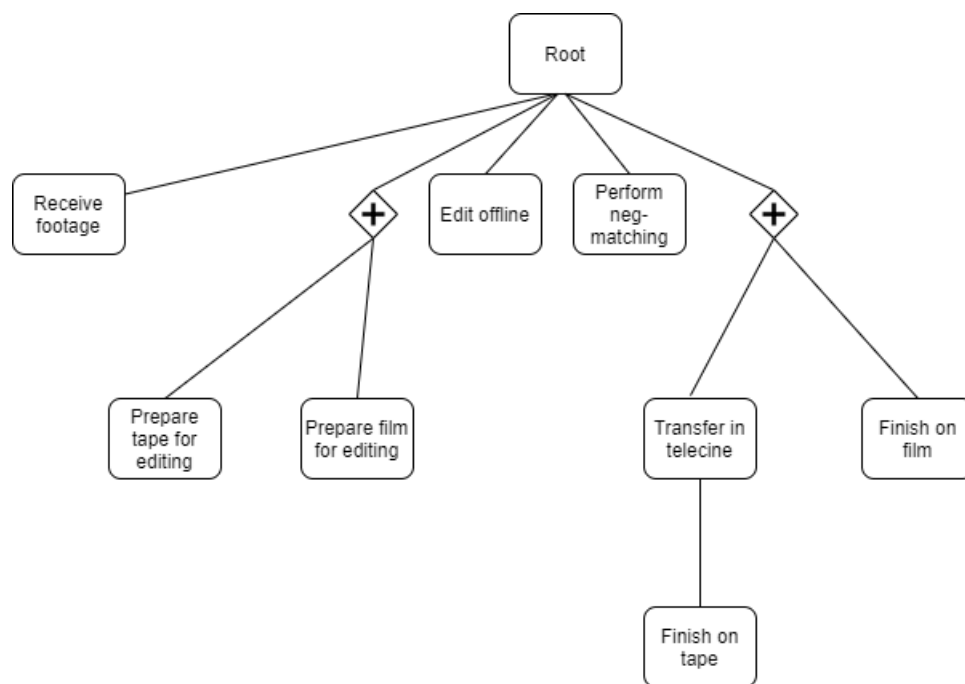 Root
Receive
footage
Edit offline
Perform
neg-
matching
Prepare
tape for
editing
Prepare film
for editing
Transfer in
telecine
Finish on
film
Finish on
tape